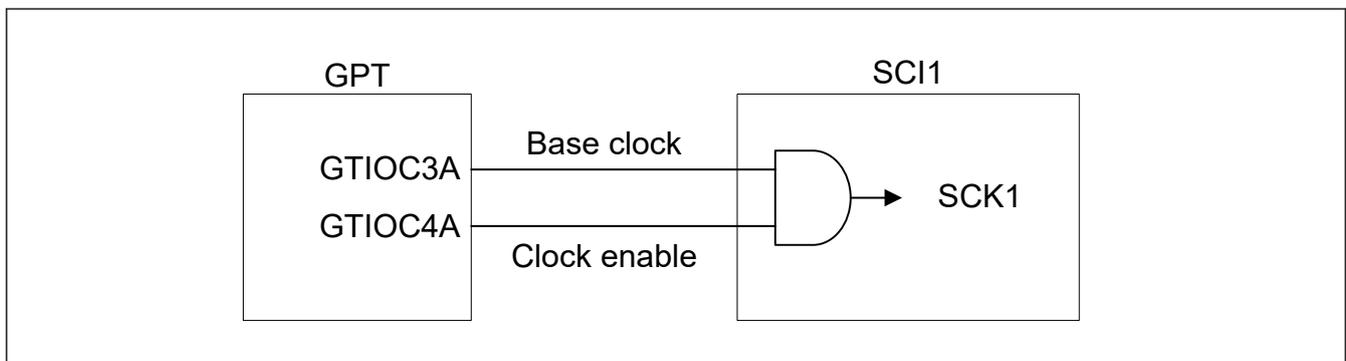 GPT
SCI1
Base clock
GTIOC3A
SCK1
GTIOC4A
Clock enable